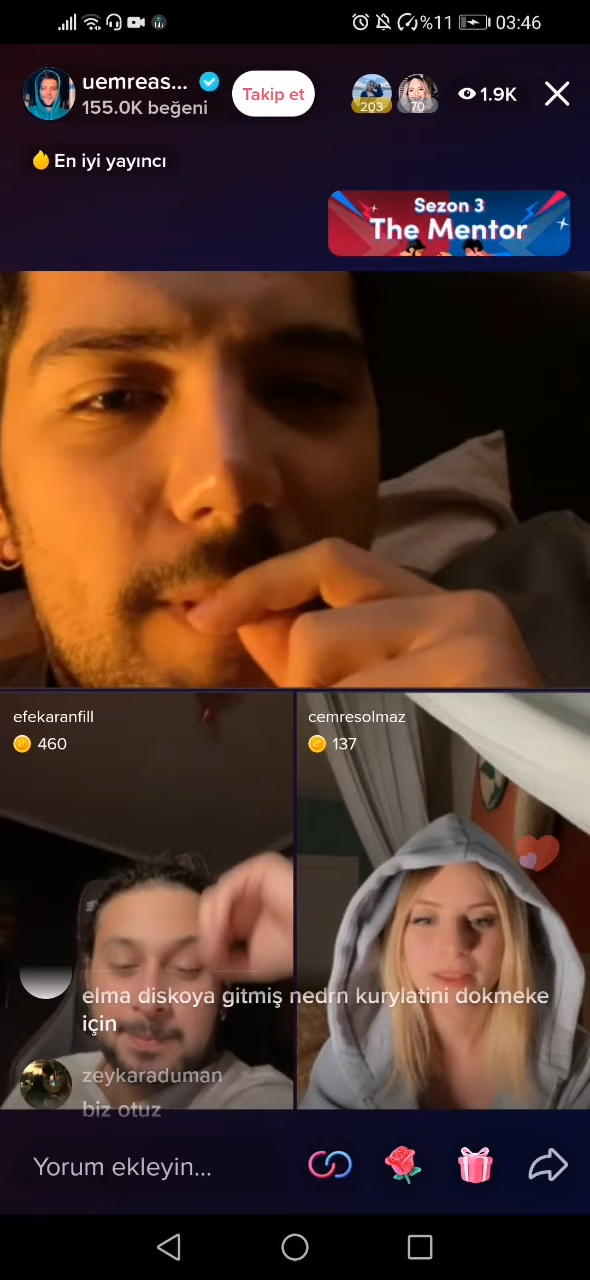 %11 03:46
uemreas...
155.0K beğeni
Takip et
203
70
1.9K
En iyi yayıncı
Sezon 3
The Mentor
efekaranfill
460
cemresolmaz
137
elma diskoya gitmiş nedrn kurylatini dokmeke
için
zeykaraduman
biz otuz
Yorum ekleyin...